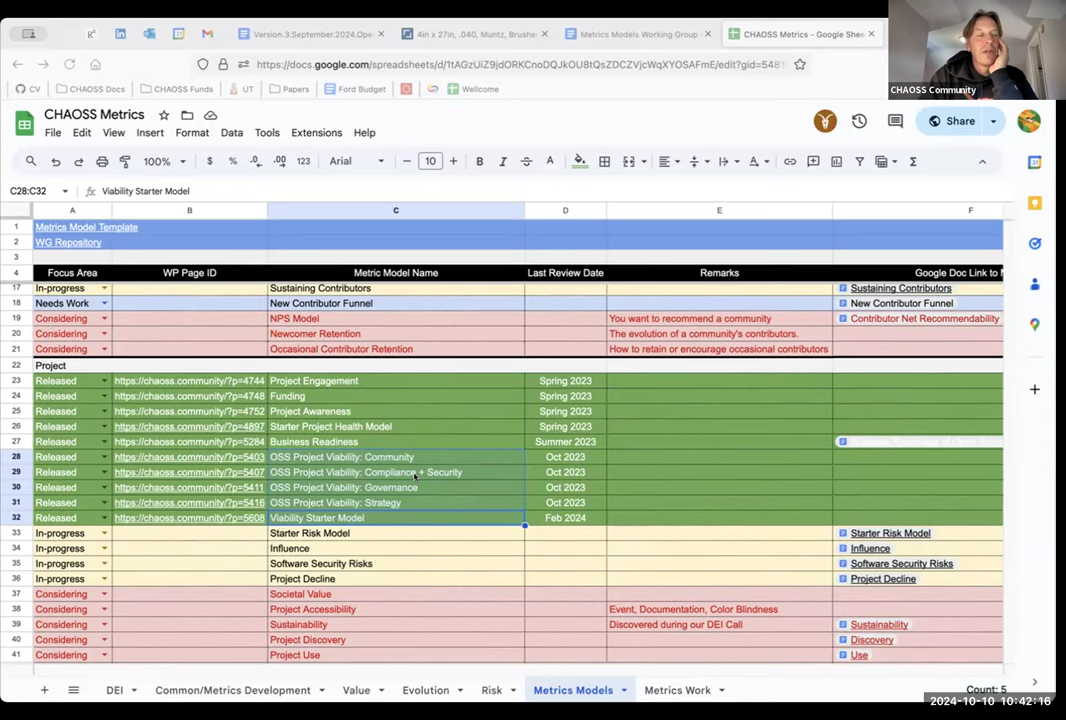 Version.3.September.2024.Open
4in x 27in, .040, Muntz, Brushe
Metrics Models Working Group
CHAOSS Metrics - Google Shee
https://docs.google.com/spreadsheets/d/1tAGzUiZ9jdORKCnoDQJkOU8tQsZDCZVjcWqXYOSAFmE/edit?gid=5481
CV CHAOSS Docs CHAOSS Funds UT Papers Ford Budget Wellcome
CHAOSS Community
CHAOSS Metrics
File Edit View Insert Format Data Tools Extensions Help
Share
100% $ % .0 .00 123 Arial 10 B I S A
C28:C32 fx Viability Starter Model
A B C D E F
1 Metrics Model Template
2 WG Repository
3
4 Focus Area WP Page ID Metric Model Name Last Review Date Remarks Google Doc Link to M
17 In-progress Sustaining Contributors Sustaining Contributors
18 Needs Work New Contributor Funnel New Contributor Funnel
19 Considering NPS Model You want to recommend a community Contributor Net Recommendability
20 Considering Newcomer Retention The evolution of a community's contributors.
21 Considering Occasional Contributor Retention How to retain or encourage occasional contributors
22 Project
23 Released https://chaoss.community/?p=4744 Project Engagement Spring 2023
24 Released https://chaoss.community/?p=4748 Funding Spring 2023
25 Released https://chaoss.community/?p=4752 Project Awareness Spring 2023
26 Released https://chaoss.community/?p=4897 Starter Project Health Model Spring 2023
27 Released https://chaoss.community/?p=5284 Business Readiness Summer 2023
28 Released https://chaoss.community/?p=5403 OSS Project Viability: Community Oct 2023
29 Released https://chaoss.community/?p=5407 OSS Project Viability: Compliance + Security Oct 2023
30 Released https://chaoss.community/?p=5411 OSS Project Viability: Governance Oct 2023
31 Released https://chaoss.community/?p=5416 OSS Project Viability: Strategy Oct 2023
32 Released https://chaoss.community/?p=5608 Viability Starter Model Feb 2024
33 In-progress Starter Risk Model Starter Risk Model
34 In-progress Influence Influence
35 In-progress Software Security Risks Software Security Risks
36 In-progress Project Decline Project Decline
37 Considering Societal Value
38 Considering Project Accessibility Event, Documentation, Color Blindness
39 Considering Sustainability Discovered during our DEI Call Sustainability
40 Considering Project Discovery Discovery
41 Considering Project Use Use
DEI Common/Metrics Development Value Evolution Risk Metrics Models Metrics Work Count: 5
2024-10-10 10:42:16